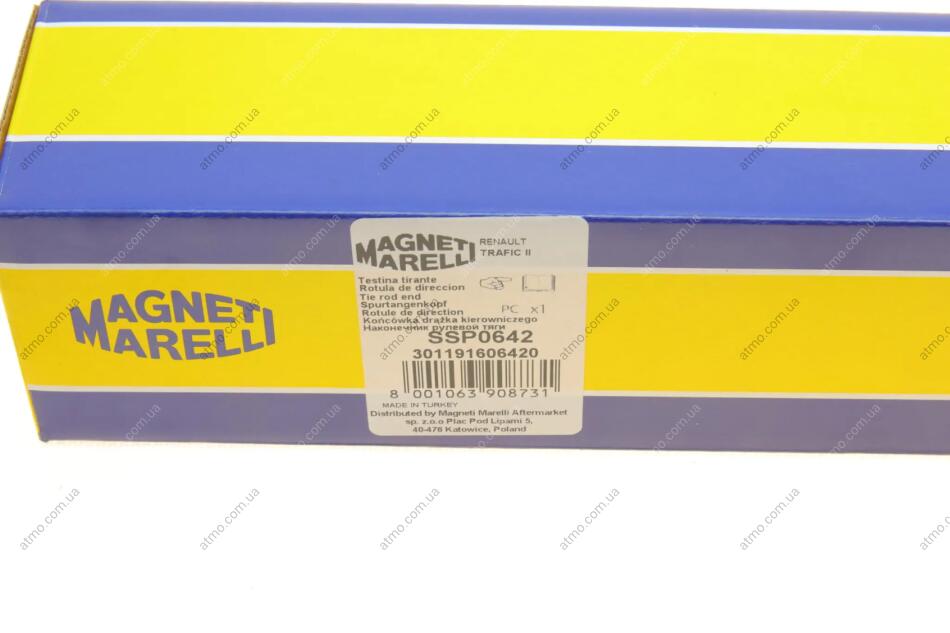 MAGNETI
MARELLI
MAGNETI
MARELLI
RENAULT
TRAFIC II
Testina tirante
Rotula de direccion
Tie rod end
Spurtangenkopf
Rotule de direction
Końcówka drążka kierowniczego
Наконечник рулевой тяги
PC x1
SSP0642
301191606420
8 001063 908731
MADE IN TURKEY
Distributed by Magneti Marelli Aftermarket
sp. z.o.o Plac Pod Lipami 5,
40-476 Katowice, Poland
atmo.com.ua